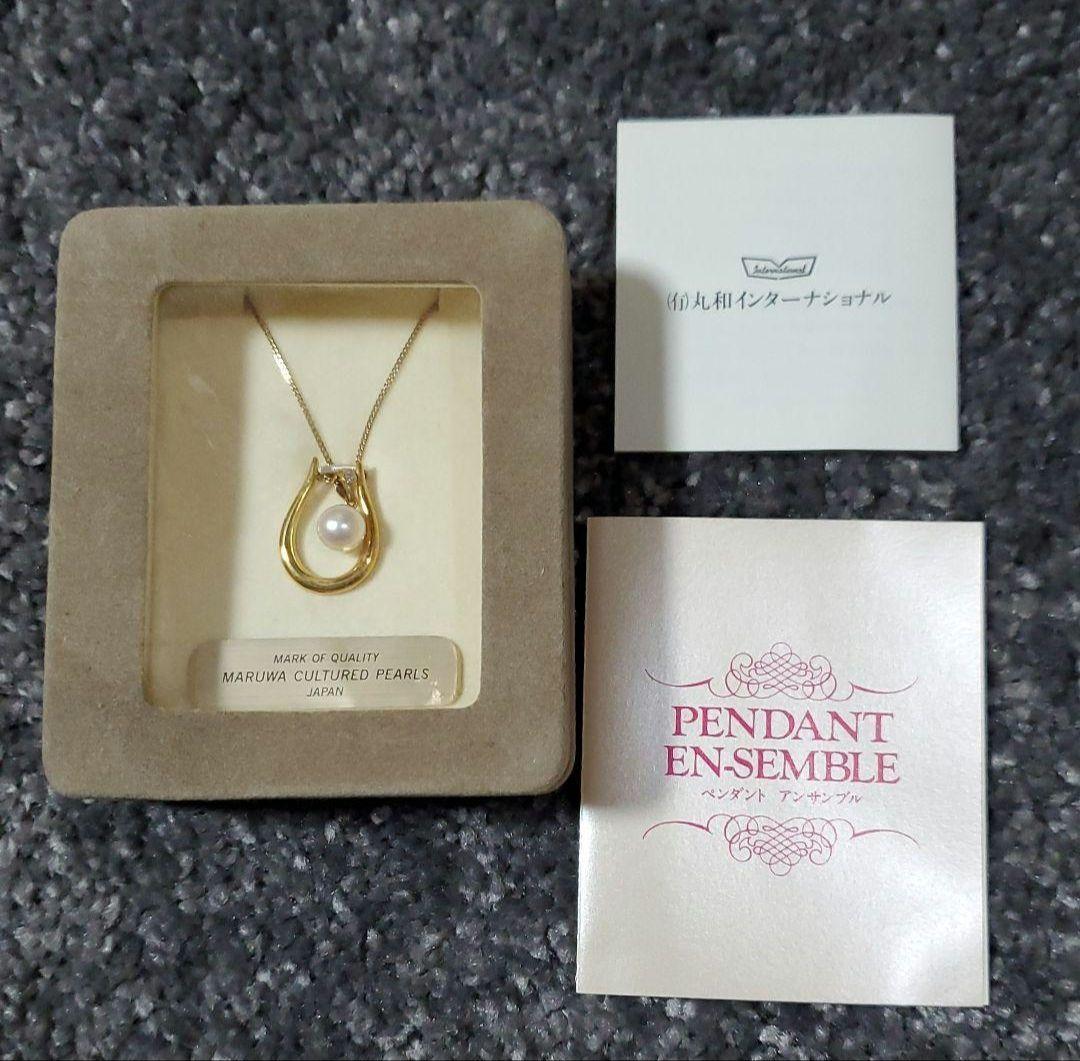 MARK OF QUALITY
MARUWA CULTURED PEARLS
JAPAN
International
㈲丸和インターナショナル
PENDANT
EN-SEMBLE
ペンダント アンサンブル